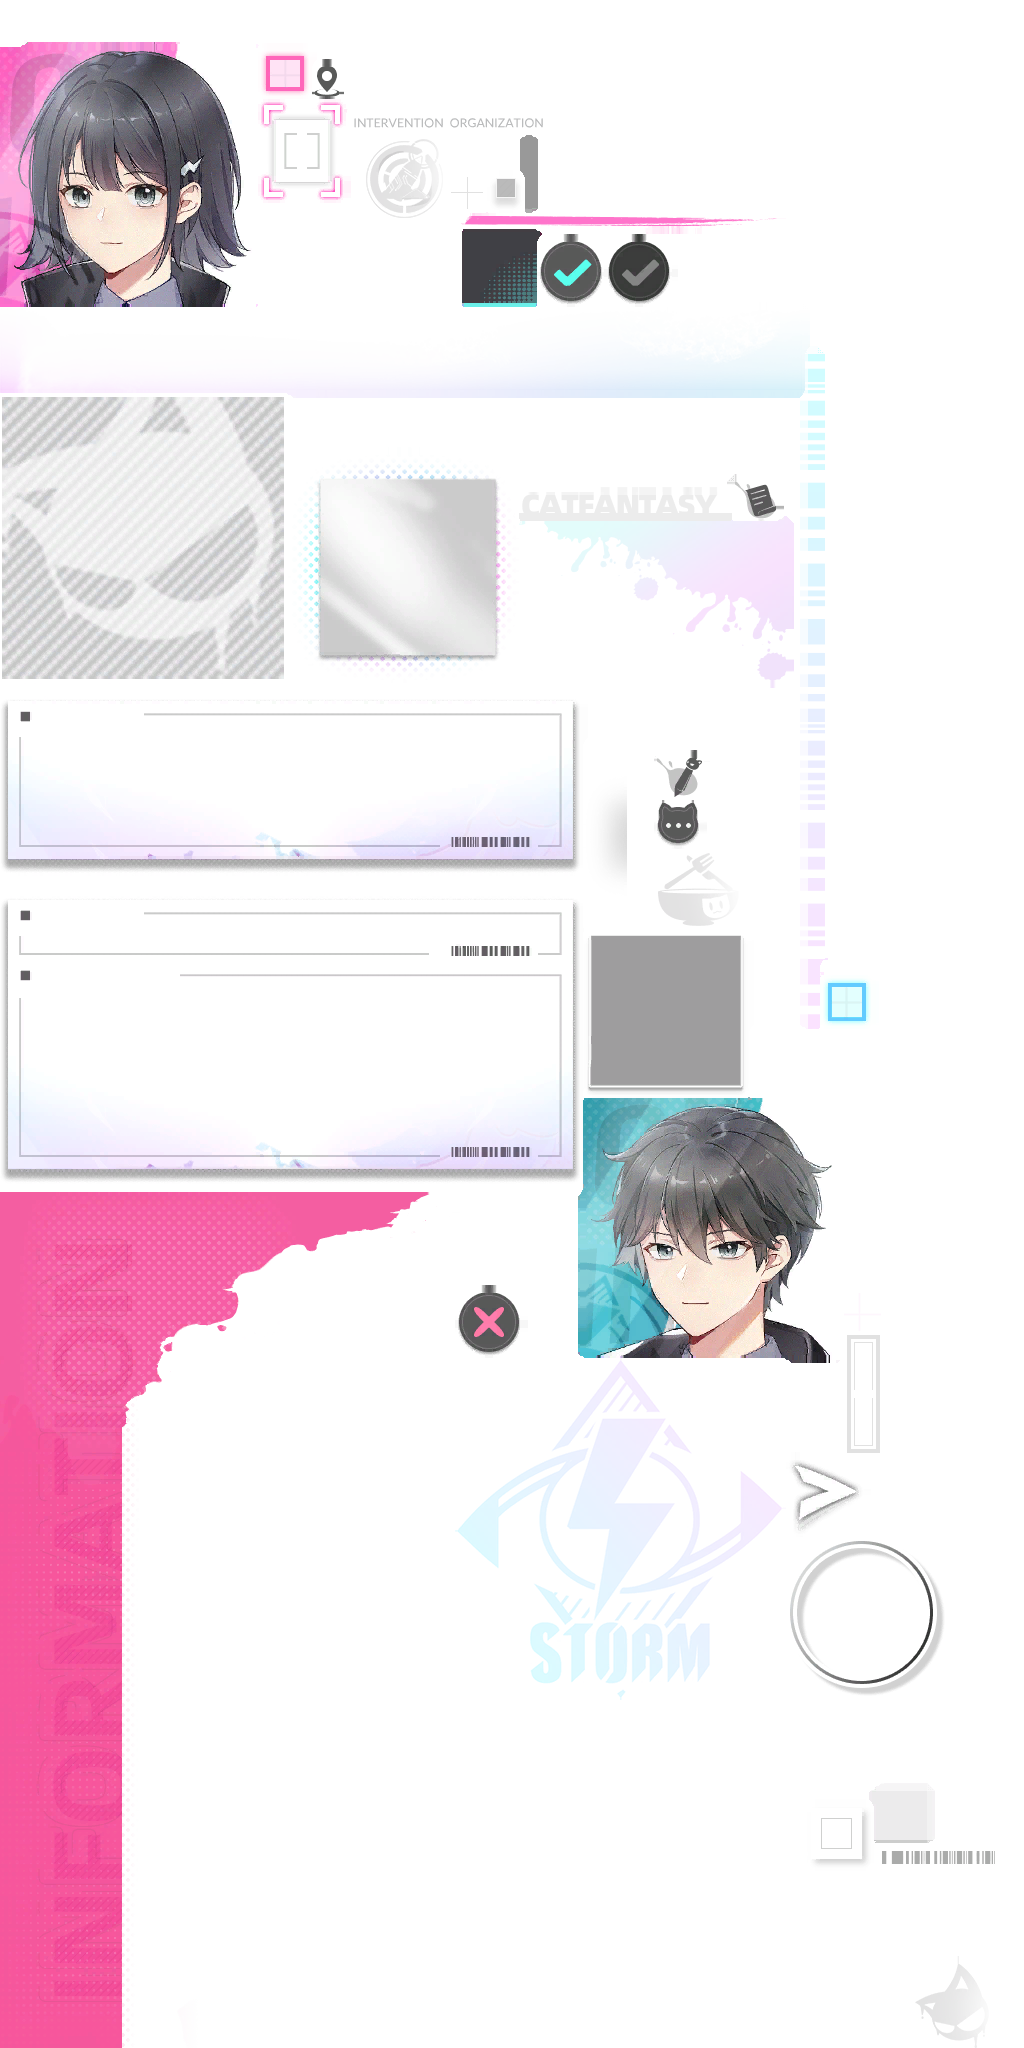 INTERVENTION ORGANIZATION
CATFANTASY
STORM
INFORMATION